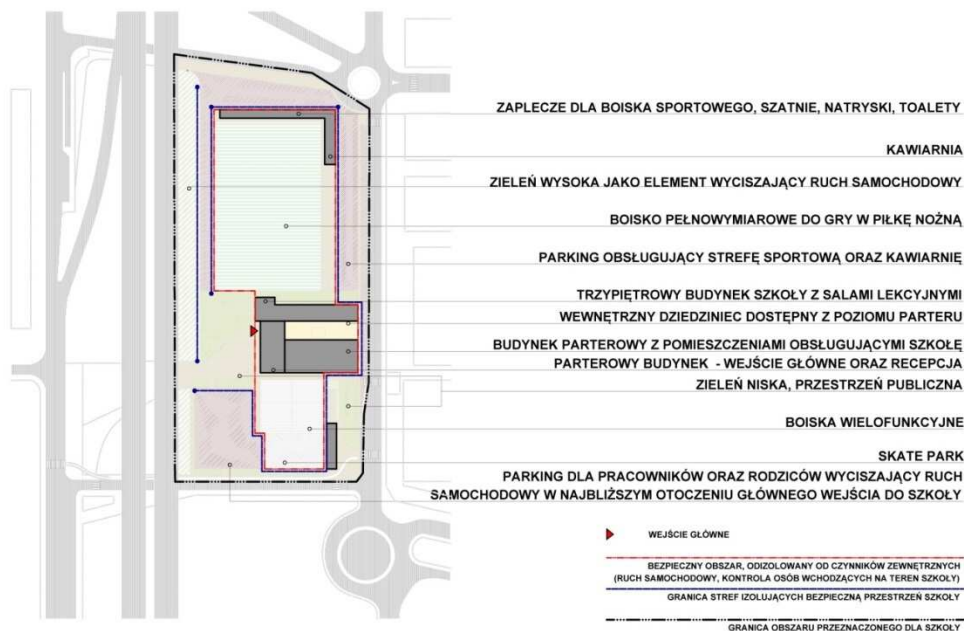 ZAPLECZE DLA BOISKA SPORTOWEGO, SZATNIE, NATRYSKI, TOALETY
KAWIARNIA
ZIELEŃ WYSOKA JAKO ELEMENT WYCISZAJĄCY RUCH SAMOCHODOWY
BOISKO PEŁNOWYMIAROWE DO GRY W PIŁKĘ NOŻNĄ
PARKING OBSŁUGUJĄCY STREFĘ SPORTOWĄ ORAZ KAWIARNIĘ
TRZYPIĘTROWY BUDYNEK SZKOŁY Z SALAMI LEKCYJNYMI
WEWNĘTRZNY DZIEDZINIEC DOSTĘPNY Z POZIOMU PARTERU
BUDYNEK PARTEROWY Z POMIESZCZENIAMI OBSŁUGUJĄCYMI SZKOŁĘ
PARTEROWY BUDYNEK - WEJŚCIE GŁÓWNE ORAZ RECEPCJA
ZIELEŃ NISKA, PRZESTRZEŃ PUBLICZNA
BOISKA WIELOFUNKCYJNE
SKATE PARK
PARKING DLA PRACOWNIKÓW ORAZ RODZICÓW WYCISZAJĄCY RUCH
SAMOCHODOWY W NAJBLIŻSZYM OTOCZENIU GŁÓWNEGO WEJŚCIA DO SZKOŁY
WEJŚCIE GŁÓWNE
BEZPIECZNY OBSZAR, ODIZOLOWANY OD CZYNNIKÓW ZEWNĘTRZNYCH
(RUCH SAMOCHODOWY, KONTROLA OSÓB WCHODZĄCYCH NA TEREN SZKOŁY)
GRANICA STREF IZOLUJĄCYCH BEZPIECZNĄ PRZESTRZEŃ SZKOŁY
GRANICA OBSZARU PRZEZNACZONEGO DLA SZKOŁY